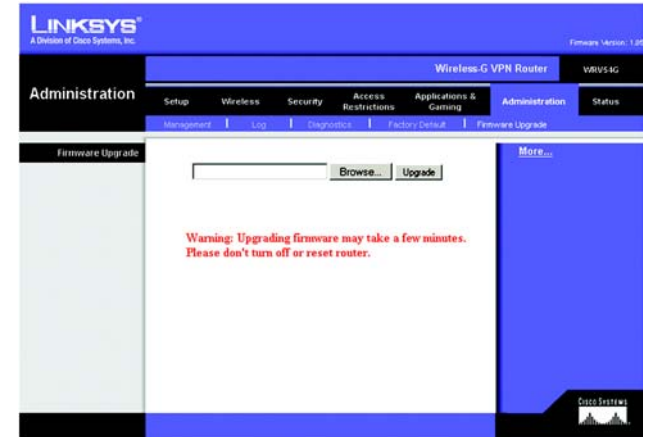 LINKSYS®
A Division of Cisco Systems, Inc.
Firmware Version: 1.05
Wireless-G VPN Router WRV54G
Administration
Setup Wireless Security Access Restrictions Applications & Gaming Administration Status
Management | Log | Diagnostics | Factory Default | Firmware Upgrade
Firmware Upgrade
Browse... Upgrade
More...
Warning: Upgrading firmware may take a few minutes.
Please don't turn off or reset router.
CISCO SYSTEMS